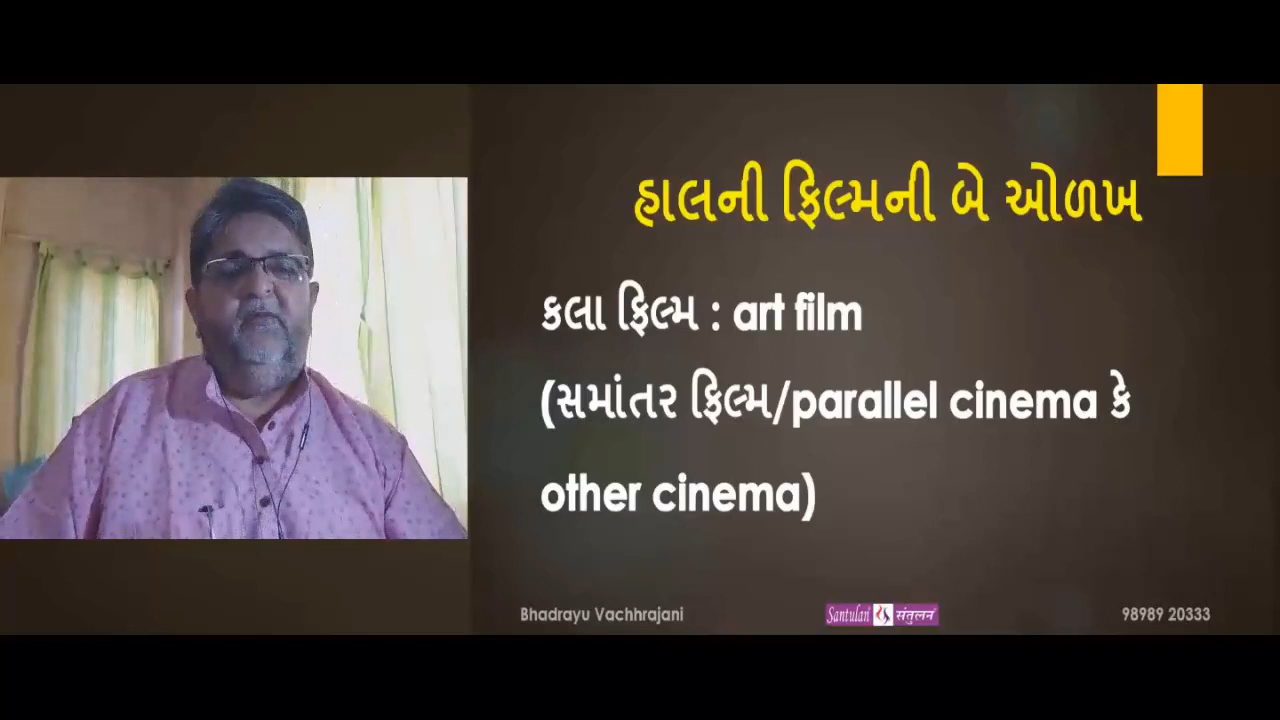 હાલની ફિલ્મની બે ઓળખ
કલા ફિલ્મ : art film
(સમાંતર ફિલ્મ/parallel cinema કે
other cinema)
Bhadrayu Vachhrajani
Santulan संतुलन
98989 20333